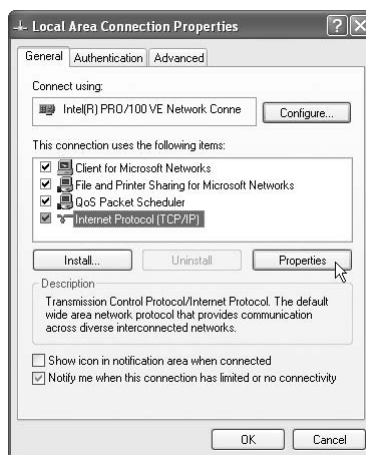 Local Area Connection Properties
General Authentication Advanced
Connect using:
Intel(R) PRO/100 VE Network Conne
Configure...
This connection uses the following items:
Client for Microsoft Networks
File and Printer Sharing for Microsoft Networks
QoS Packet Scheduler
Internet Protocol (TCP/IP)
Install... Uninstall Properties
Description
Transmission Control Protocol/Internet Protocol. The default
wide area network protocol that provides communication
across diverse interconnected networks.
Show icon in notification area when connected
Notify me when this connection has limited or no connectivity
OK Cancel